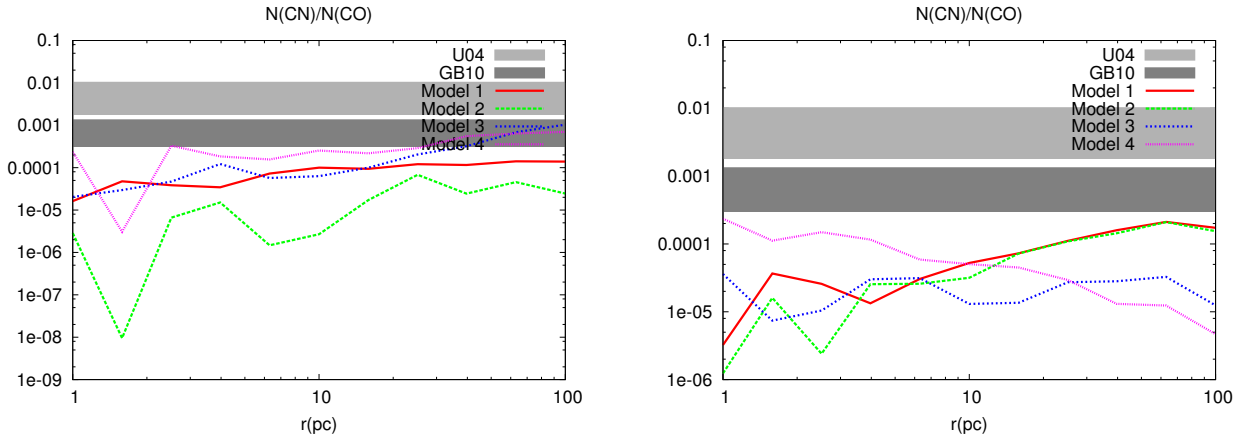 N(CN)/N(CO)
0.1
0.01
0.001
0.0001
1e-05
1e-06
1e-07
1e-08
1e-09
U04
GB10
Model 1
Model 2
Model 3
Model 4
1
10
100
r(pc)
N(CN)/N(CO)
0.1
0.01
0.001
0.0001
1e-05
1e-06
U04
GB10
Model 1
Model 2
Model 3
Model 4
1
10
100
r(pc)